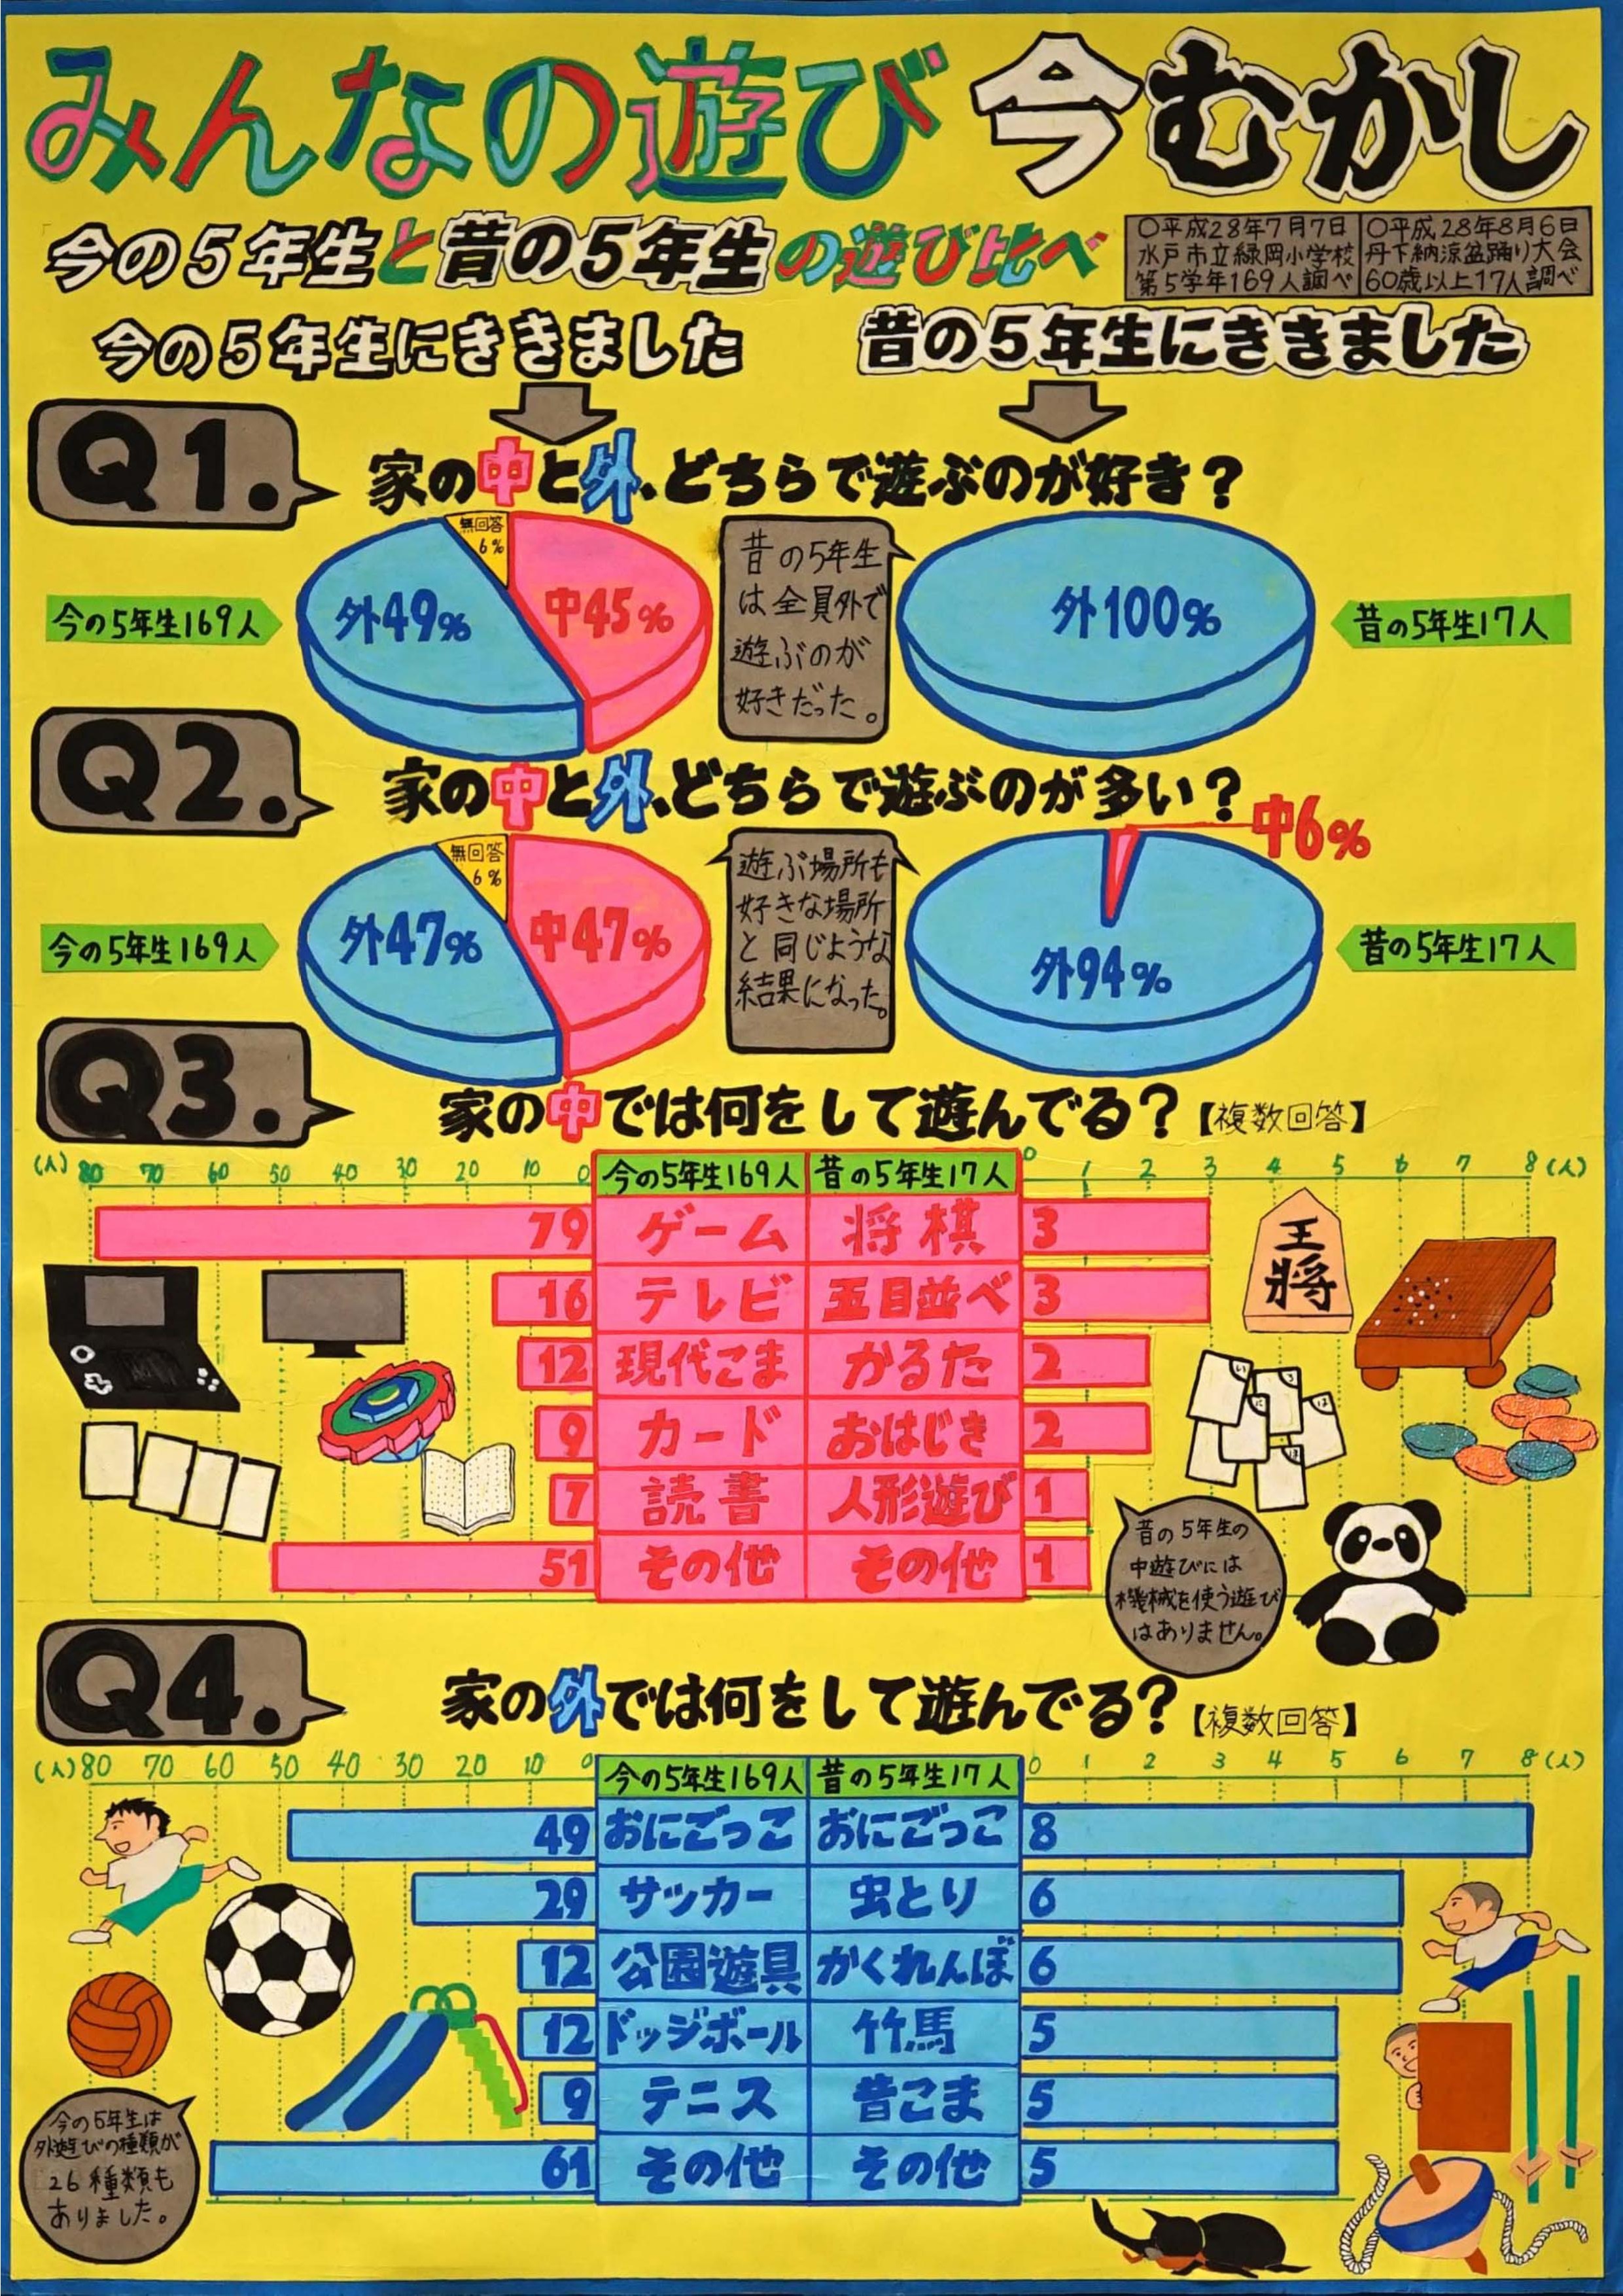 みんなの遊び 今むかし
今の5年生と昔の5年生の遊び比べ
〇平成28年7月7日
水戸市立緑岡小学校
第5学年169人調べ
〇平成28年8月6日
丹下納涼盆踊り大会
60歳以上17人調べ
今の5年生にききました
昔の5年生にききました
Q1.
家の中と外、どちらで遊ぶのが好き?
今の5年生169人
無回答
6%
外49%
中45%
昔の5年生
は全員外で
遊ぶのが
好きだった。
外100%
昔の5年生17人
Q2.
家の中と外、どちらで遊ぶのが多い?
今の5年生169人
無回答
6%
外47%
中47%
遊ぶ場所も
好きな場所
と同じような
結果になった。
中6%
外94%
昔の5年生17人
Q3.
家の中では何をして遊んでる?【複数回答】
(人) 80 70 60 50 40 30 20 10 0 今の5年生169人 昔の5年生17人 0 1 2 3 4 5 6 7 8 (人)
79 ゲーム 将棋 3
16 テレビ 五目並べ 3
12 現代こま かるた 2
9 カード おはじき 2
7 読書 人形遊び 1
51 その他 その他 1
王
将
い
ろ
は
に
ほ
昔の5年生の
中遊びには
機械を使う遊び
はありません。
Q4.
家の外では何をして遊んでる?【複数回答】
(人) 80 70 60 50 40 30 20 10 0 今の5年生169人 昔の5年生17人 0 1 2 3 4 5 6 7 8 (人)
49 おにごっこ おにごっこ 8
29 サッカー 虫とり 6
12 公園遊具 かくれんぼ 6
12 ドッジボール 竹馬 5
9 テニス 昔こま 5
61 その他 その他 5
今の5年生は
外遊びの種類が
26種類も
ありました。